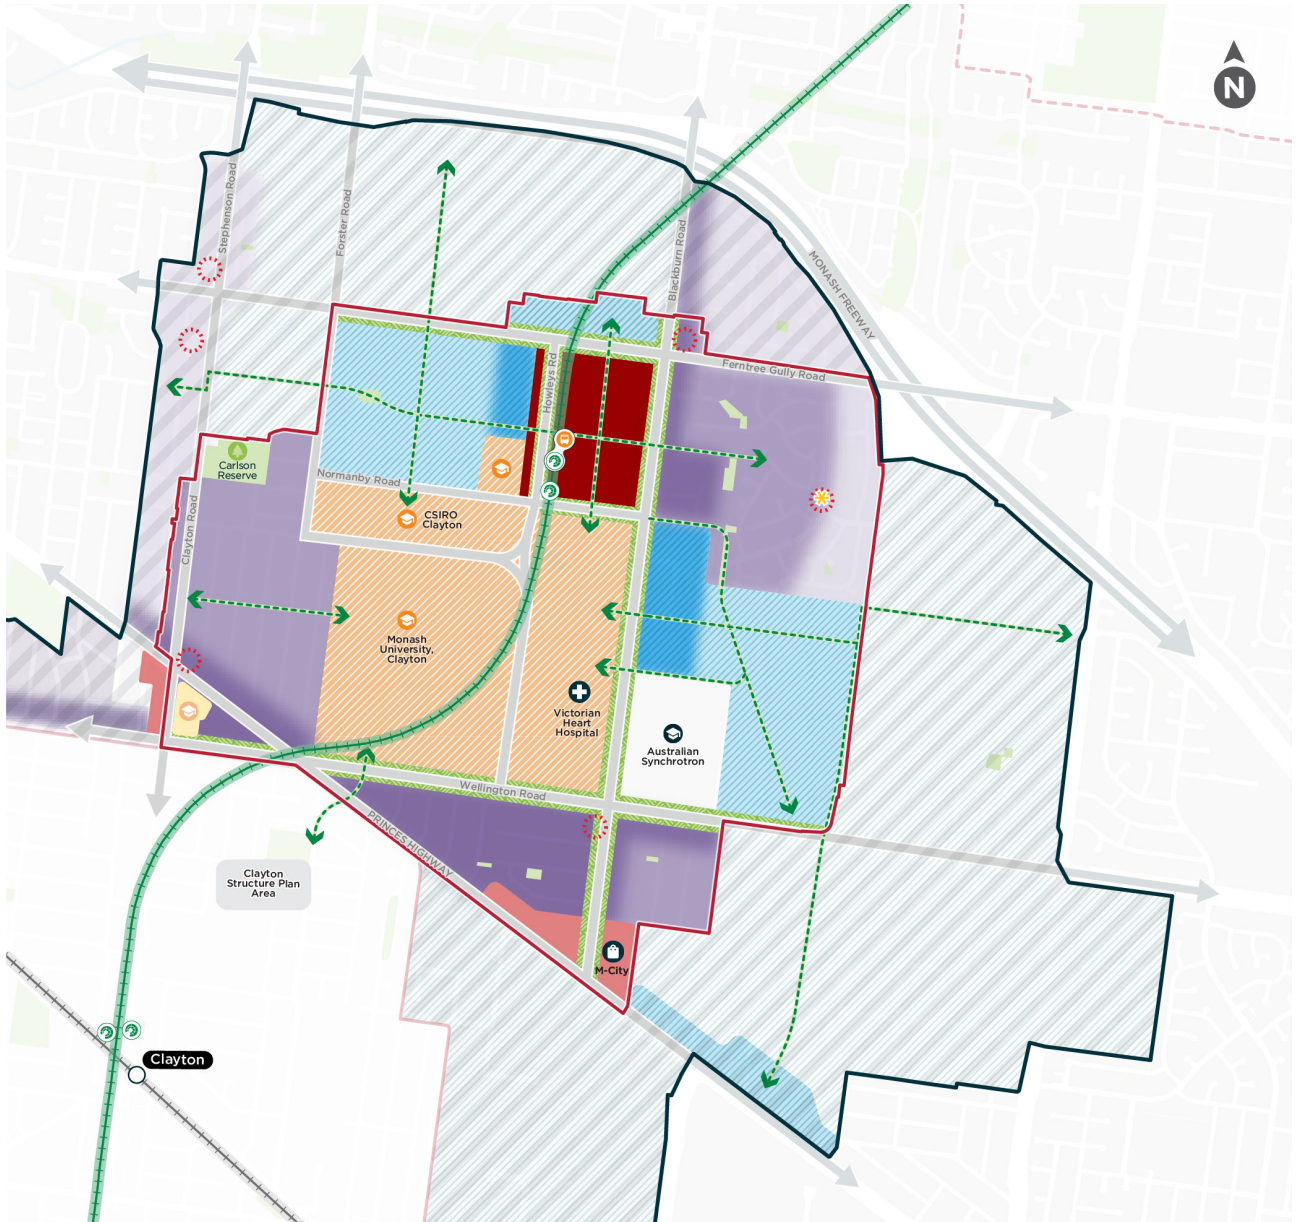 N
Stephenson Road
Forster Road
Blackburn Road
MONASH FREEWAY
Ferntree Gully Road
Howleys Rd
Carlson
Reserve
Normanby Road
CSIRO
Clayton
Clayton Road
Monash
University,
Clayton
Victorian
Heart
Hospital
Australian
Synchrotron
Wellington Road
PRINCES HIGHWAY
Clayton
Structure Plan
Area
M-City
Clayton